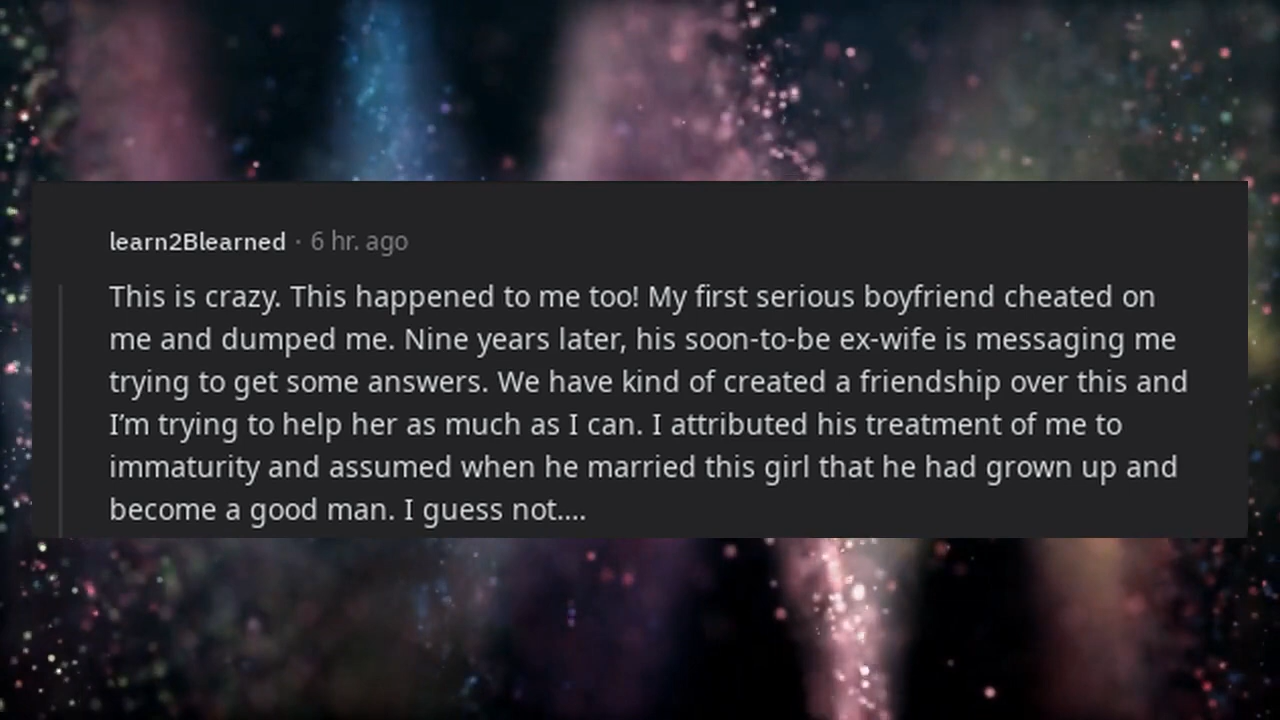 learn2Blearned · 6 hr. ago
This is crazy. This happened to me too! My first serious boyfriend cheated on
me and dumped me. Nine years later, his soon-to-be ex-wife is messaging me
trying to get some answers. We have kind of created a friendship over this and
I’m trying to help her as much as I can. I attributed his treatment of me to
immaturity and assumed when he married this girl that he had grown up and
become a good man. I guess not....